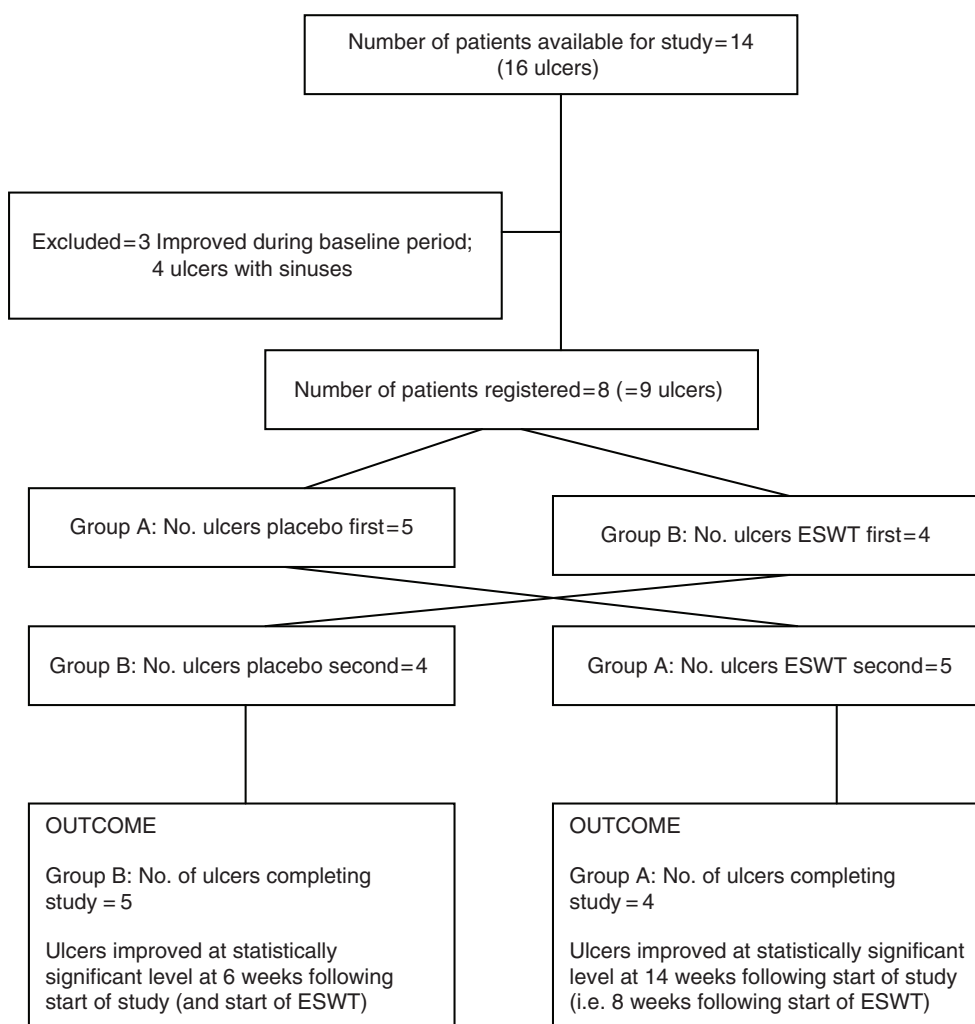 Number of patients available for study=14
(16 ulcers)
Excluded=3 Improved during baseline period;
4 ulcers with sinuses
Number of patients registered=8 (=9 ulcers)
Group A: No. ulcers placebo first=5
Group B: No. ulcers ESWT first=4
Group B: No. ulcers placebo second=4
Group A: No. ulcers ESWT second=5
OUTCOME
Group B: No. of ulcers completing
study = 5
Ulcers improved at statistically
significant level at 6 weeks following
start of study (and start of ESWT)
OUTCOME
Group A: No. of ulcers completing
study = 4
Ulcers improved at statistically significant
level at 14 weeks following start of study
(i.e. 8 weeks following start of ESWT)